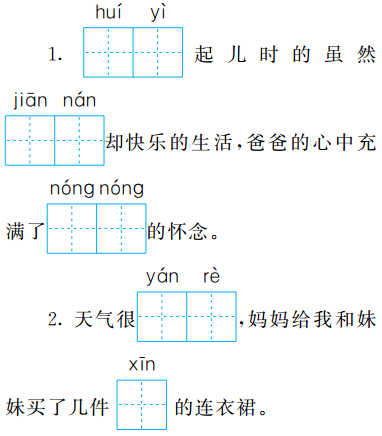 huí yì
1. 起儿时的虽然
jiān nán
却快乐的生活，爸爸的心中充
nóng nóng
满了 的怀念。
yán rè
2. 天气很 ，妈妈给我和妹
xīn
妹买了几件 的连衣裙。